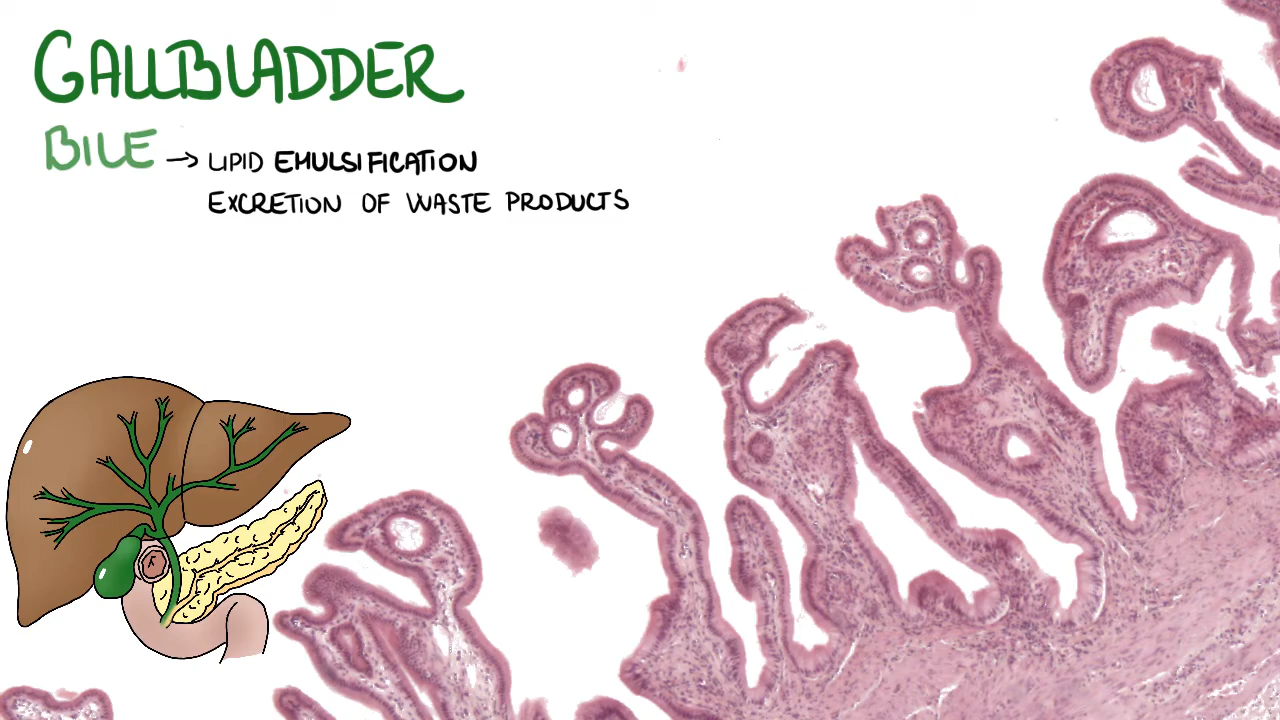 GALLBLADDER
BILE → LIPID EMULSIFICATION
EXCRETION OF WASTE PRODUCTS